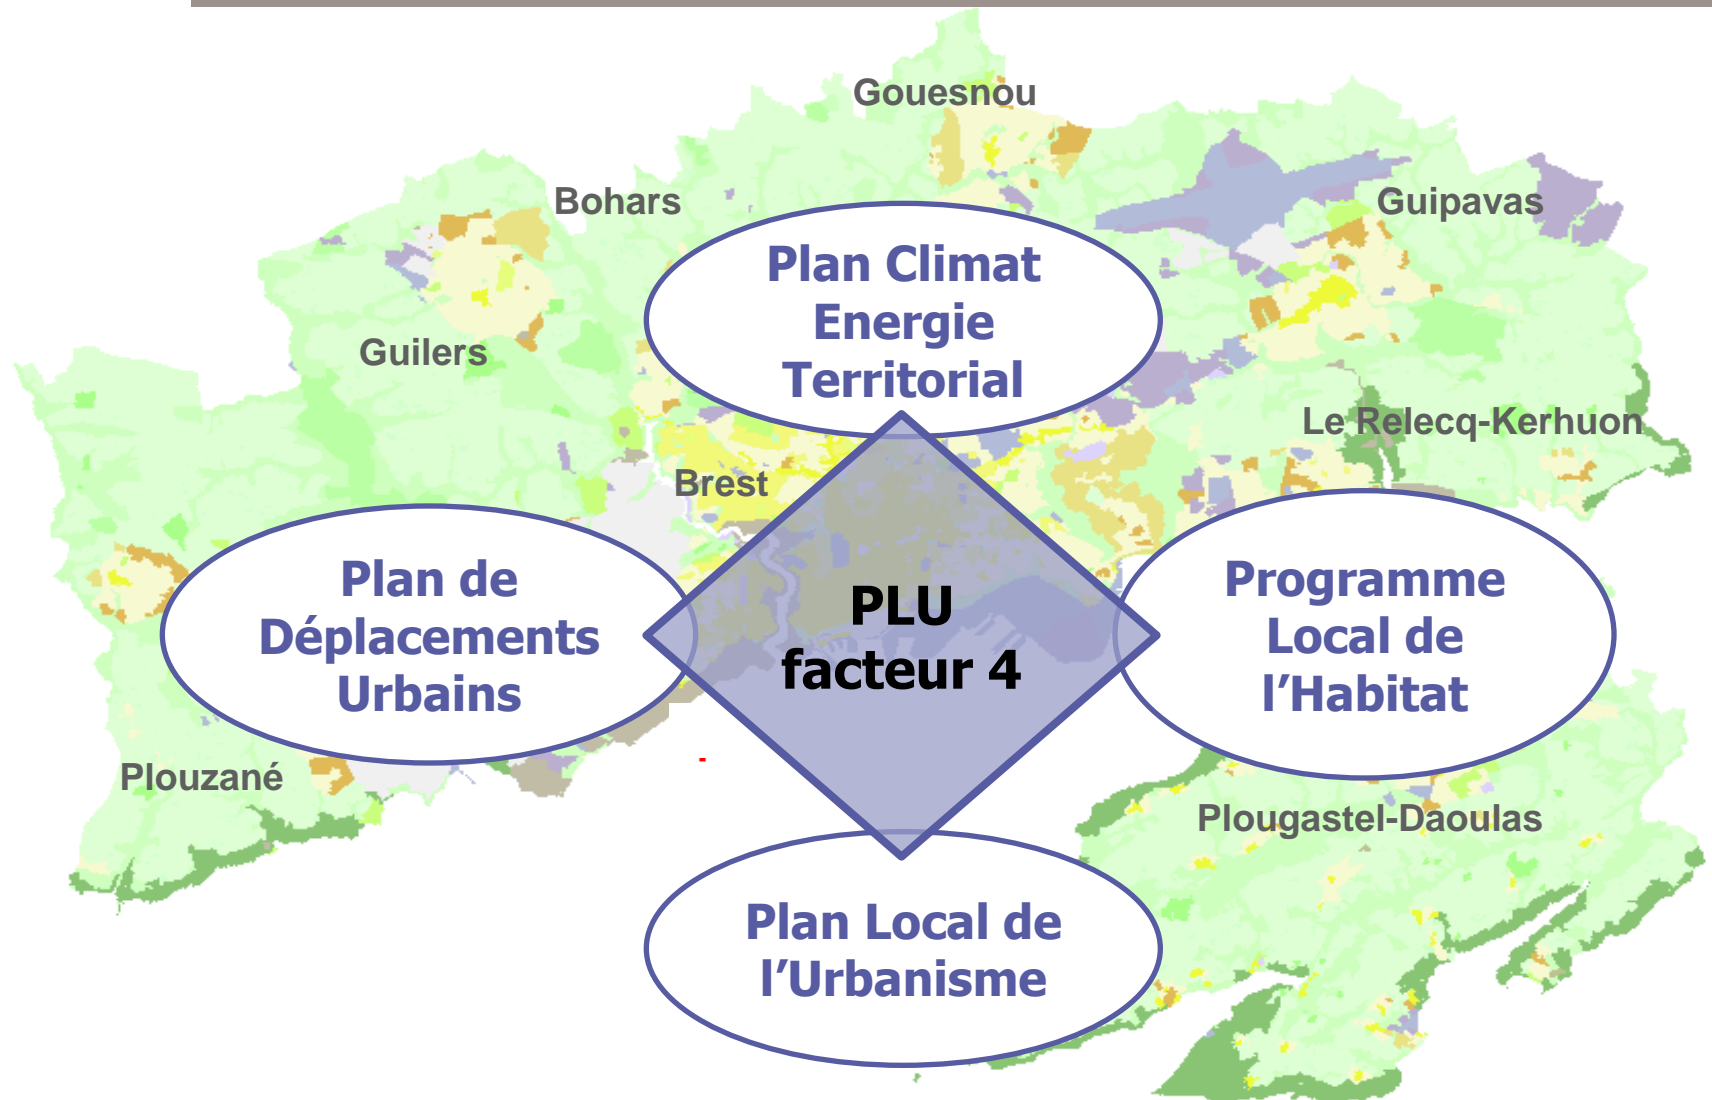 Gouesnou
Bohars
Guipavas
Plan Climat
Energie
Territorial
Guilers
Le Relecq-Kerhuon
Brest
Plan de
Déplacements
Urbains
PLU
facteur 4
Programme
Local de
l’Habitat
-
Plouzané
Plougastel-Daoulas
Plan Local de
l’Urbanisme